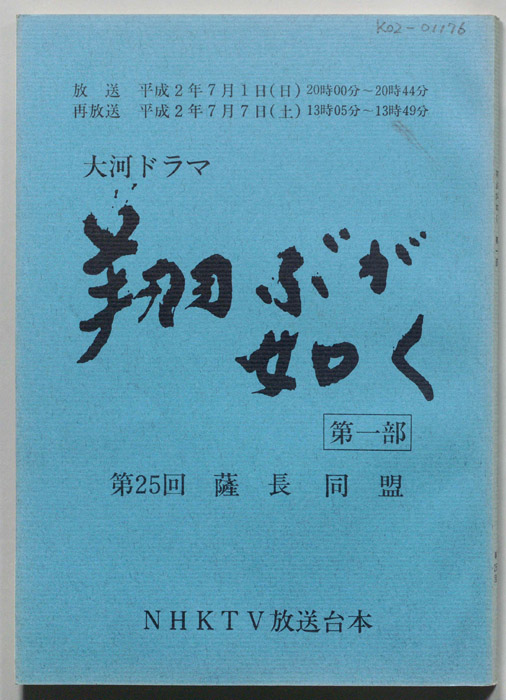 K02-01176
放 送 平成2年7月1日(日) 20時00分～20時44分
再放送 平成2年7月7日(土) 13時05分～13時49分
大河ドラマ
翔ぶが
如く
第一部
第25回 薩長同盟
NHKTV放送台本